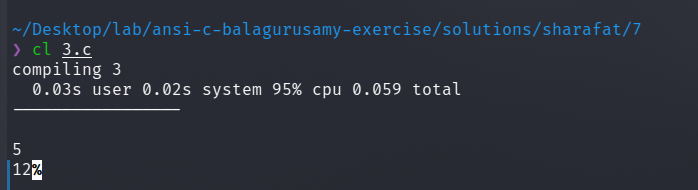 ~/Desktop/lab/ansi-c-balagurusamy-exercise/solutions/sharafat/7
❯ cl 3.c
compiling 3
  0.03s user 0.02s system 95% cpu 0.059 total
-----------------
5
12%